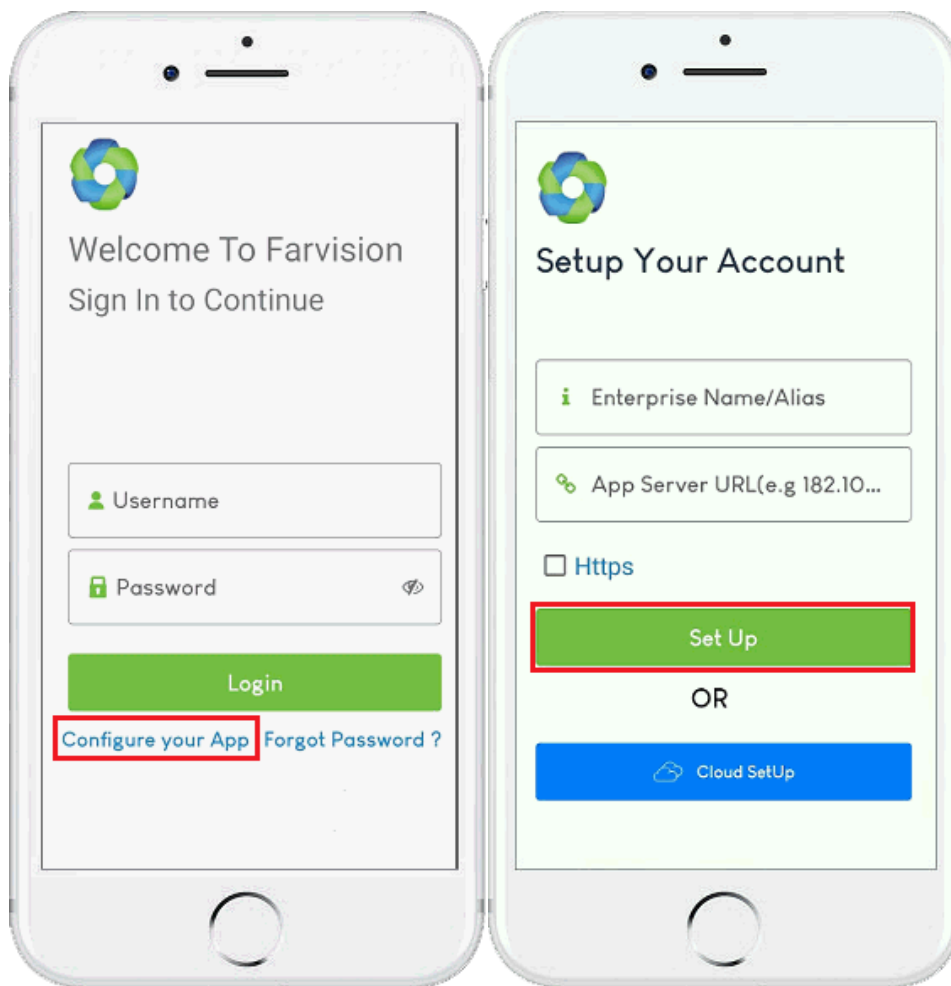 Welcome To Farvision
Sign In to Continue
Username
Password
Login
Configure your App
Forgot Password ?
Setup Your Account
Enterprise Name/Alias
App Server URL(e.g 182.10...
Https
Set Up
OR
Cloud SetUp